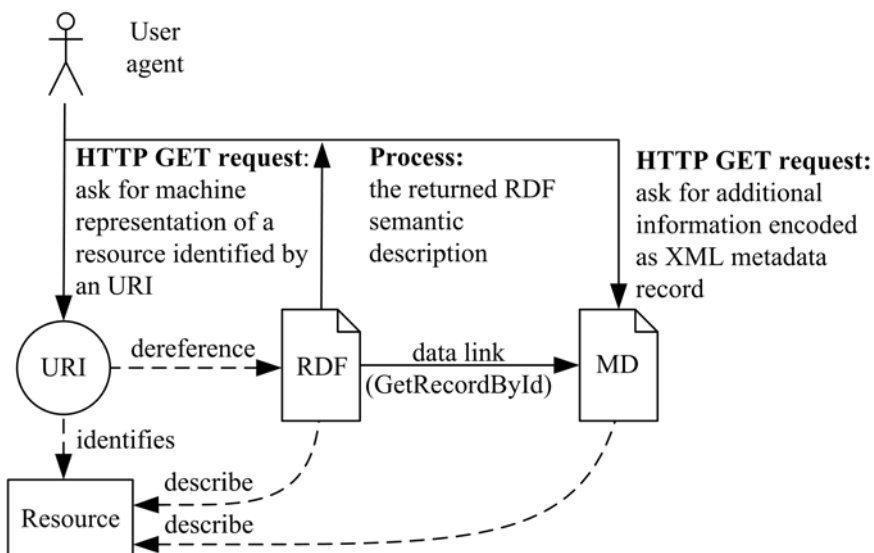 User
agent
HTTP GET request:
ask for machine
representation of a
resource identified by
an URI
Process:
the returned RDF
semantic
description
HTTP GET request:
ask for additional
information encoded
as XML metadata
record
URI
dereference
RDF
data link
(GetRecordById)
MD
identifies
describe
Resource
describe